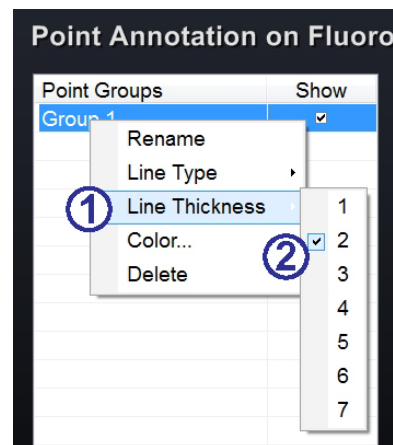 Point Annotation on Fluoro
Point Groups Show
Group 1
Rename
Line Type
① Line Thickness
Color...
Delete
1
② 2
3
4
5
6
7